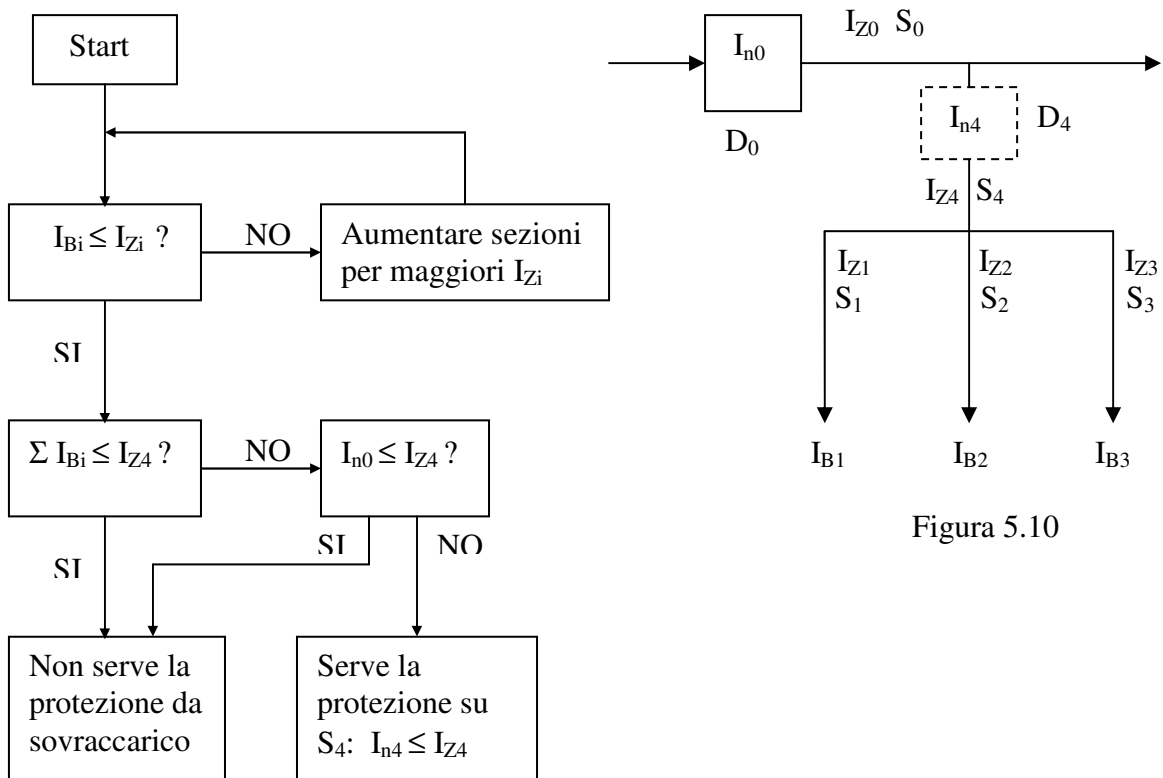 Start
I_Bi ≤ I_Zi ?
NO
Aumentare sezioni
per maggiori I_Zi
SI
Σ I_Bi ≤ I_Z4 ?
NO
I_n0 ≤ I_Z4 ?
SI
SI
NO
Non serve la
protezione da
sovraccarico
Serve la
protezione su
S_4: I_n4 ≤ I_Z4
I_n0
D_0
I_Z0 S_0
I_n4
D_4
I_Z4 S_4
I_Z1
S_1
I_Z2
S_2
I_Z3
S_3
I_B1
I_B2
I_B3
Figura 5.10